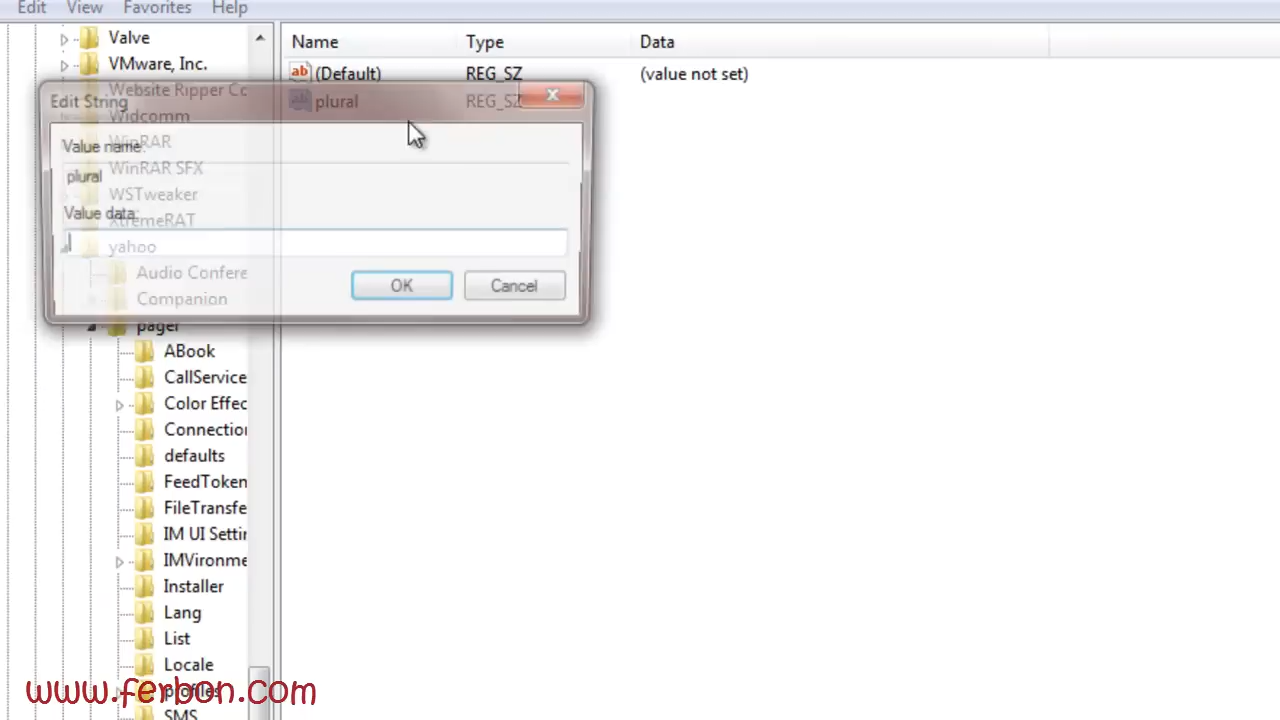 Edit View Favorites Help
Name Type Data
Valve
VMware, Inc.
(Default) REG_SZ (value not set)
Website Ripper Co
Edit String
plural REG_SZ
Widcomm
Value name:
WinRAR
WinRAR SFX
plural
WSTweaker
Value data:
XtremeRAT
yahoo
Audio Confere
OK Cancel
Companion
pager
ABook
CallService
Color Effec
Connection
defaults
FeedToken
FileTransfe
IM UI Settin
IMVironme
Installer
Lang
List
Locale
profiles
SMS
www.ferbon.com